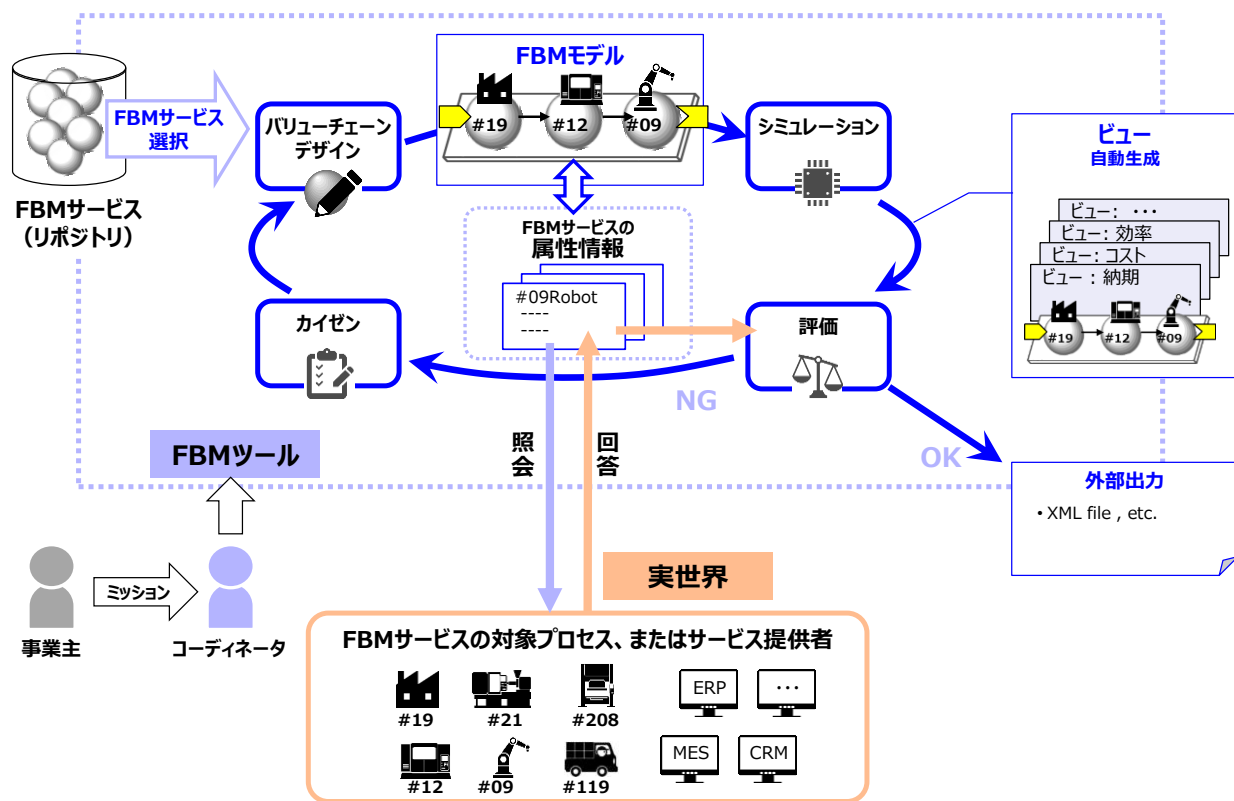 FBMサービス
(リポジトリ)
FBMサービス
選択
バリューチェーン
デザイン
FBMモデル
#19
#12
#09
シミュレーション
ビュー
自動生成
ビュー: ・・・
ビュー: 効率
ビュー: コスト
ビュー : 納期
#19
#12
#09
FBMサービスの
属性情報
#09Robot
----
----
カイゼン
評価
NG
OK
照会
回答
FBMツール
外部出力
・XML file , etc.
事業主
ミッション
コーディネータ
実世界
FBMサービスの対象プロセス、またはサービス提供者
#19
#21
#208
ERP
・・・
#12
#09
#119
MES
CRM